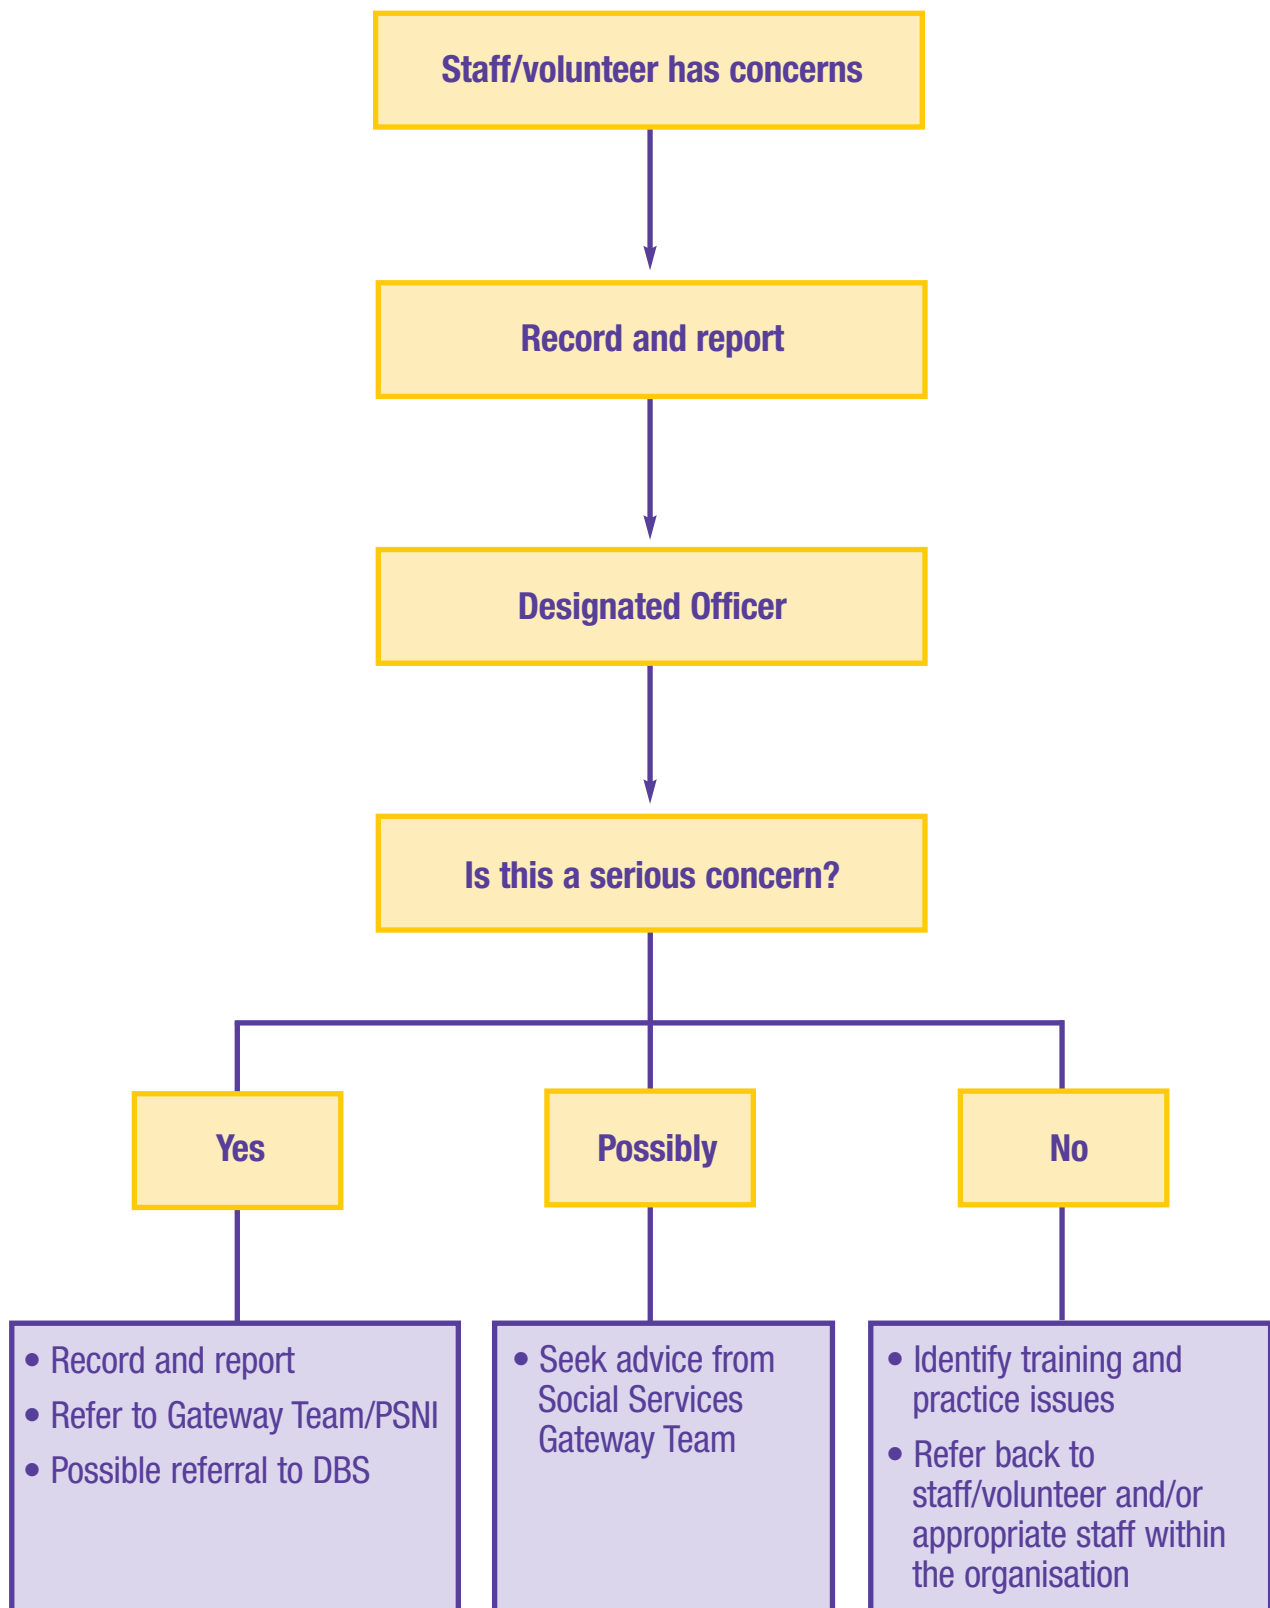 Staff/volunteer has concerns
Record and report
Designated Officer
Is this a serious concern?
Yes
Possibly
No
• Record and report
• Refer to Gateway Team/PSNI
• Possible referral to DBS
• Seek advice from
Social Services
Gateway Team
• Identify training and
practice issues
• Refer back to
staff/volunteer and/or
appropriate staff within
the organisation